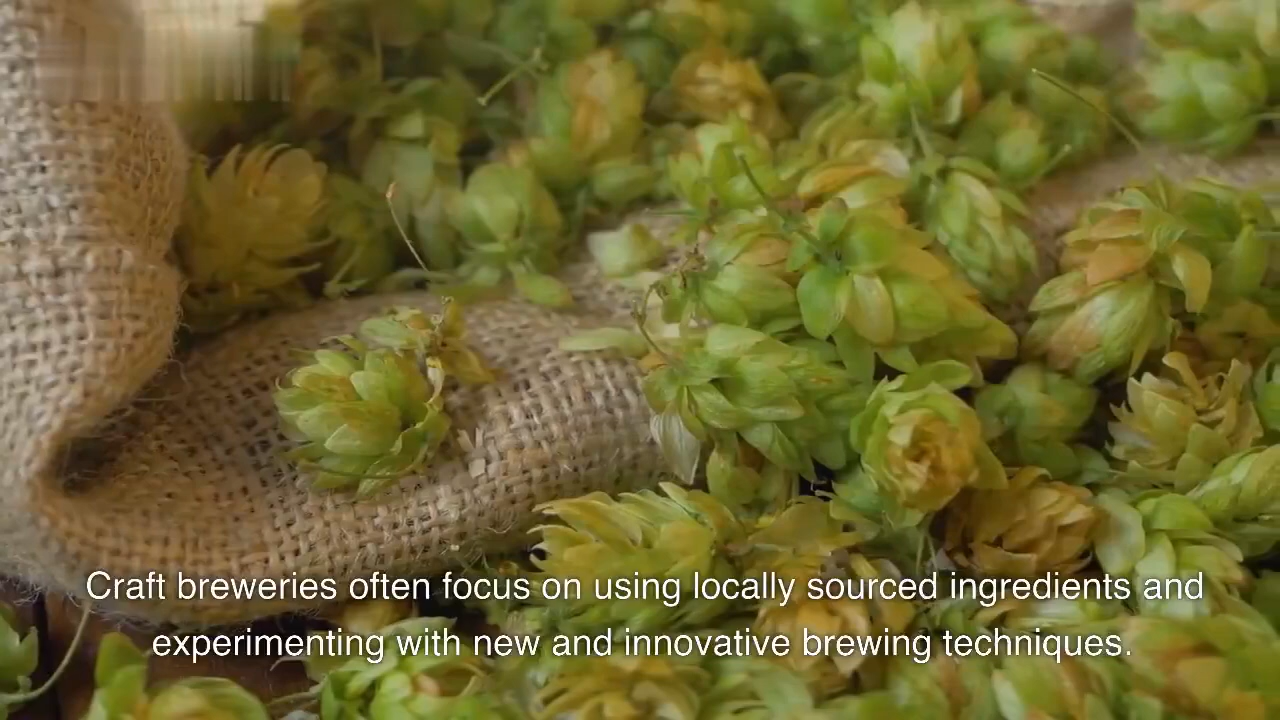 Craft breweries often focus on using locally sourced ingredients and
experimenting with new and innovative brewing techniques.